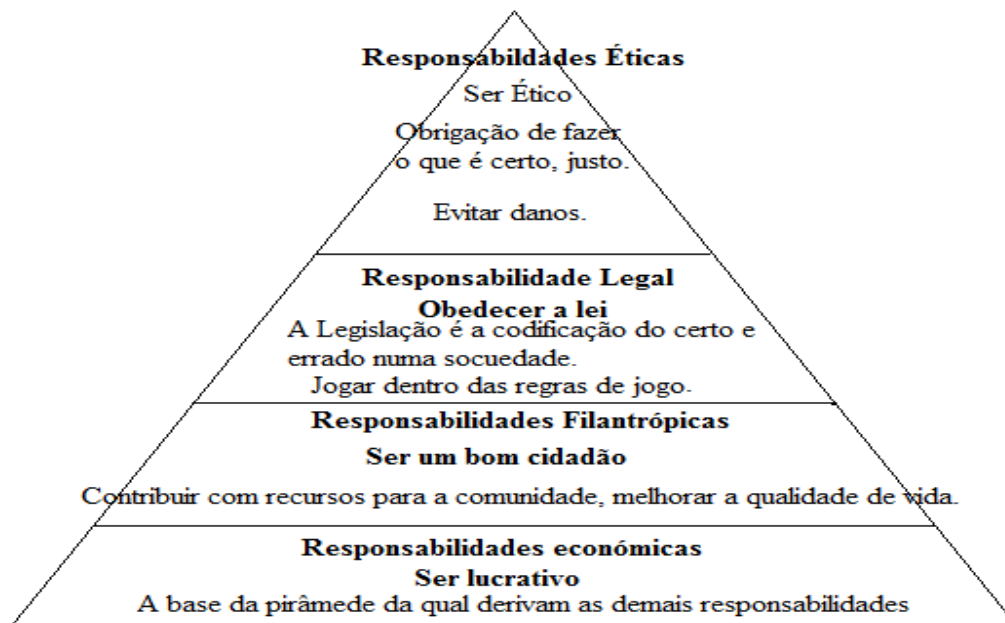 Responsabildades Éticas
Ser Ético
Obrigação de fazer
o que é certo, justo.
Evitar danos.
Responsabilidade Legal
Obedecer a lei
A Legislação é a codificação do certo e
errado numa socuedade.
Jogar dentro das regras de jogo.
Responsabilidades Filantrópicas
Ser um bom cidadão
Contribuir com recursos para a comunidade, melhorar a qualidade de vida.
Responsabilidades económicas
Ser lucrativo
A base da pirâmede da qual derivam as demais responsabilidades